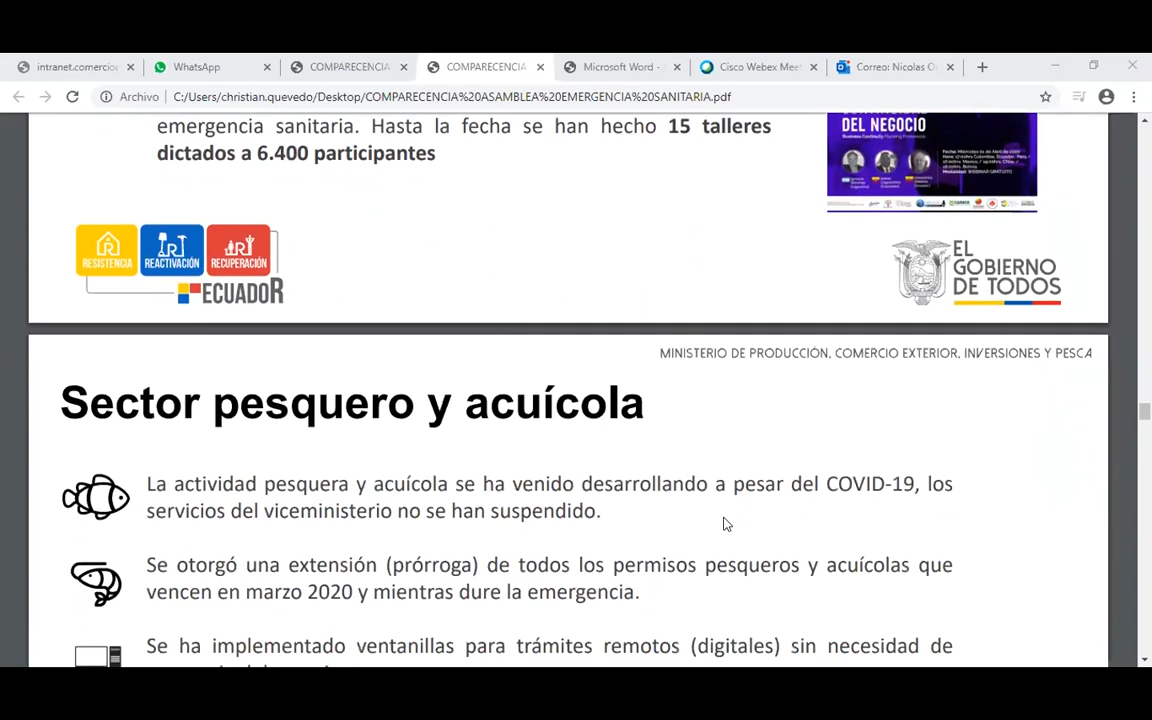 intranet.comercio
WhatsApp
COMPARECENCIA
COMPARECENCIA
Microsoft Word -
Cisco Webex Mee
Correo: Nicolas O
Archivo
C:/Users/christian.quevedo/Desktop/COMPARECENCIA%20ASAMBLEA%20EMERGENCIA%20SANITARIA.pdf
emergencia sanitaria. Hasta la fecha se han hecho 15 talleres
dictados a 6.400 participantes
DEL NEGOCIO
RESISTENCIA
REACTIVACIÓN
RECUPERACIÓN
ECUADOR
EL
GOBIERNO
DE TODOS
MINISTERIO DE PRODUCCIÓN, COMERCIO EXTERIOR, INVERSIONES Y PESCA
Sector pesquero y acuícola
La actividad pesquera y acuícola se ha venido desarrollando a pesar del COVID-19, los
servicios del viceministerio no se han suspendido.
Se otorgó una extensión (prórroga) de todos los permisos pesqueros y acuícolas que
vencen en marzo 2020 y mientras dure la emergencia.
Se ha implementado ventanillas para trámites remotos (digitales) sin necesidad de